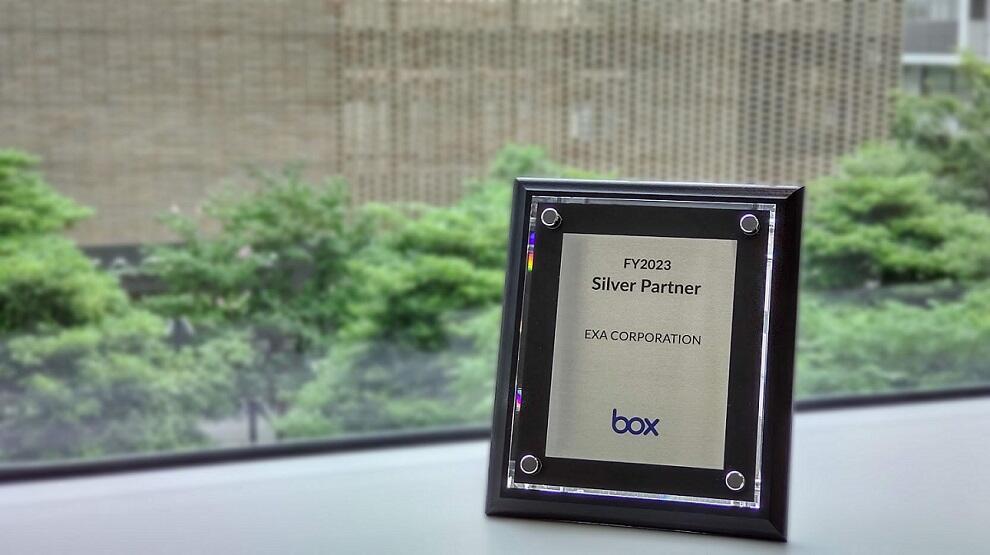 FY2023
Silver Partner
EXA CORPORATION
box